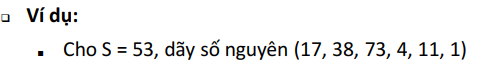 Ví dụ:
Cho S = 53, dãy số nguyên (17, 38, 73, 4, 11, 1)